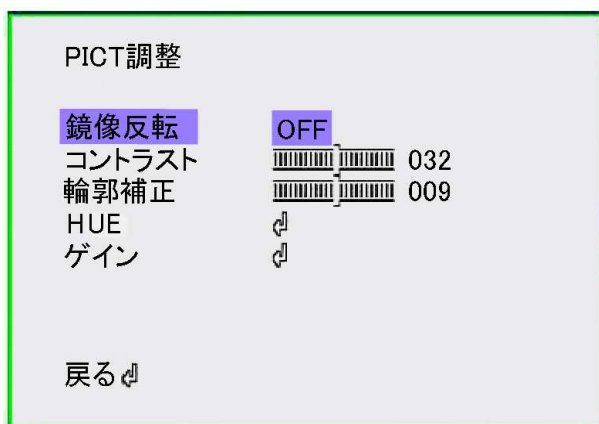 PICT調整
鏡像反転 OFF
コントラスト 032
輪郭補正 009
HUE ⏎
ゲイン ⏎
戻る⏎